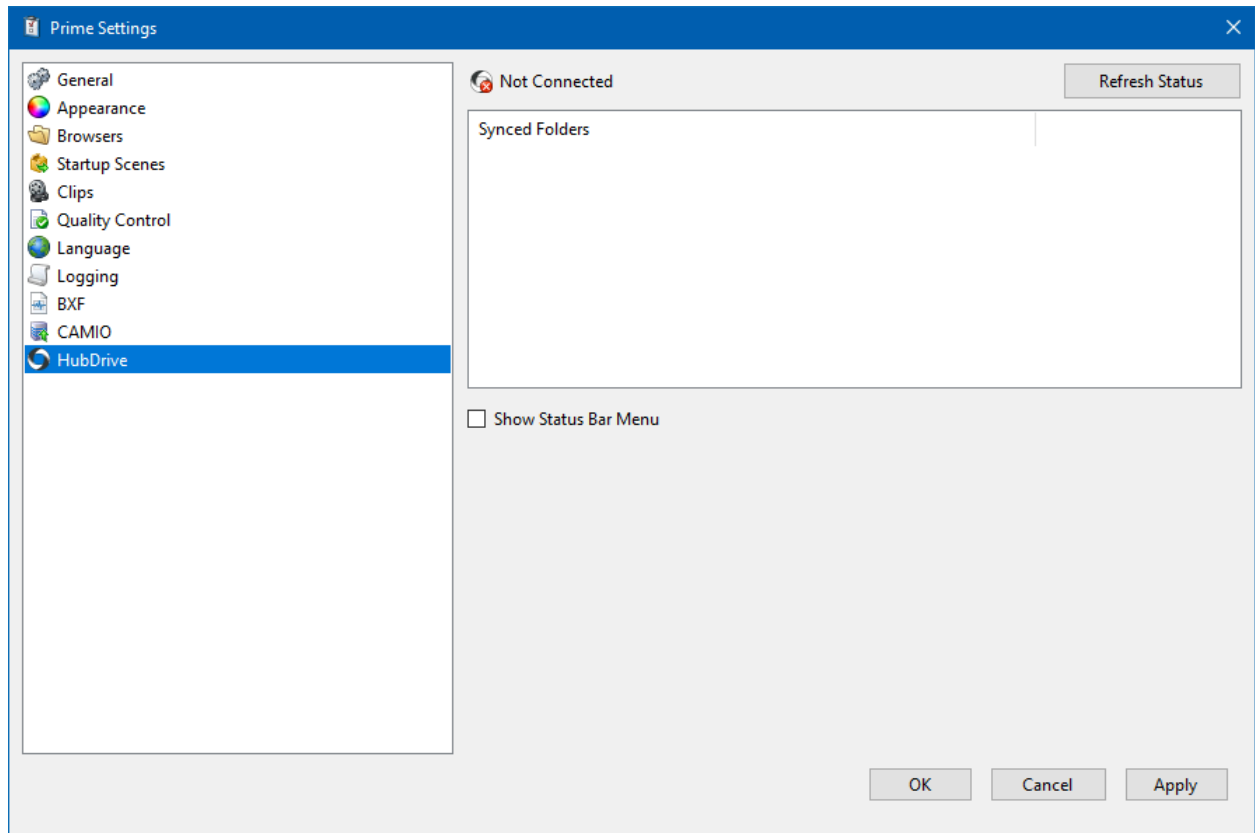 Prime Settings
General
Appearance
Browsers
Startup Scenes
Clips
Quality Control
Language
Logging
BXF
CAMIO
HubDrive
Not Connected
Refresh Status
Synced Folders
Show Status Bar Menu
OK
Cancel
Apply